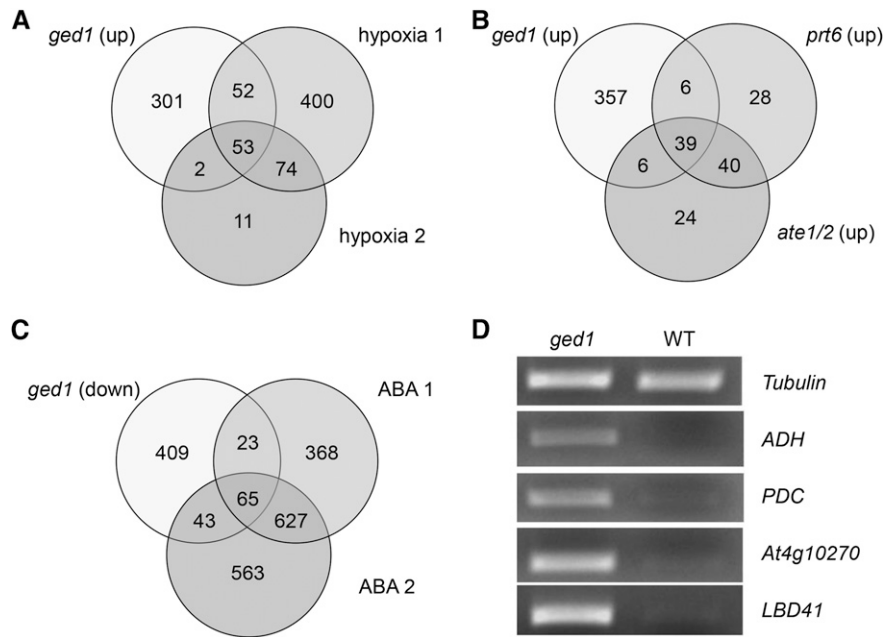 A
ged1 (up)
hypoxia 1
301
52
400
53
2
74
11
hypoxia 2
B
ged1 (up)
prt6 (up)
357
6
28
39
6
40
24
ate1/2 (up)
C
ged1 (down)
ABA 1
409
23
368
65
43
627
563
ABA 2
D
ged1 WT
Tubulin
ADH
PDC
At4g10270
LBD41